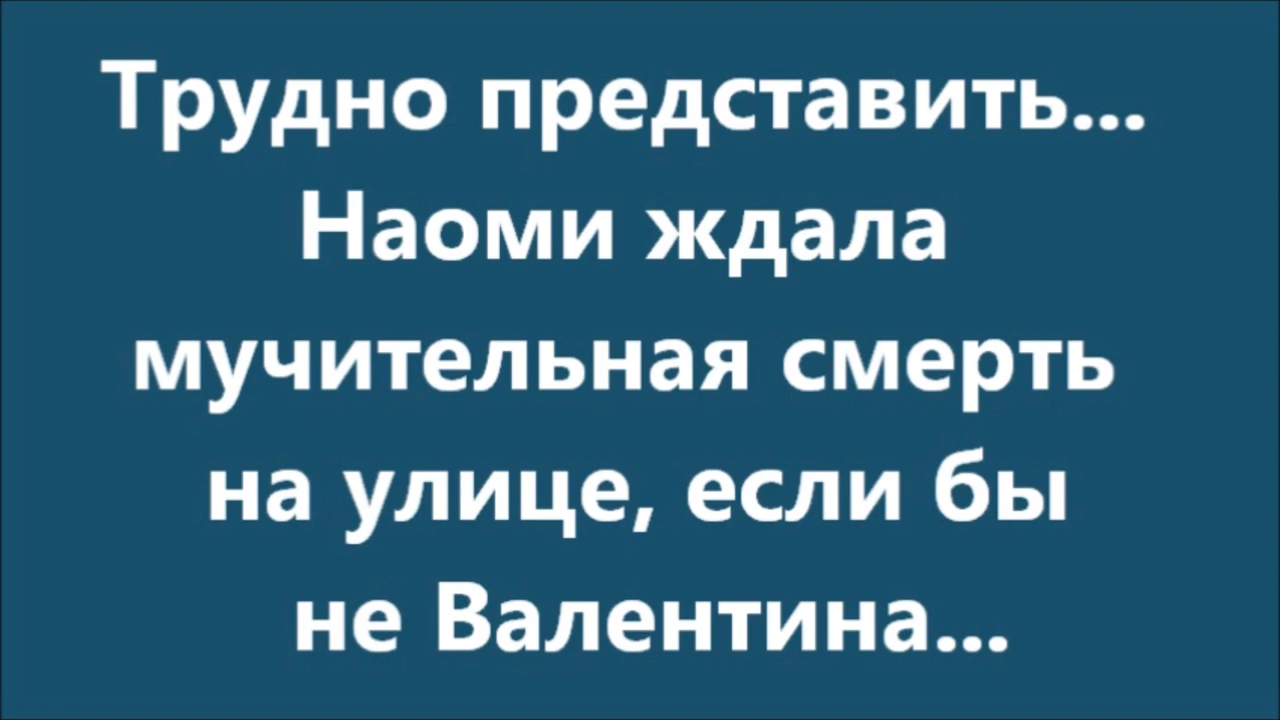 Трудно представить...
Наоми ждала
мучительная смерть
на улице, если бы
не Валентина...